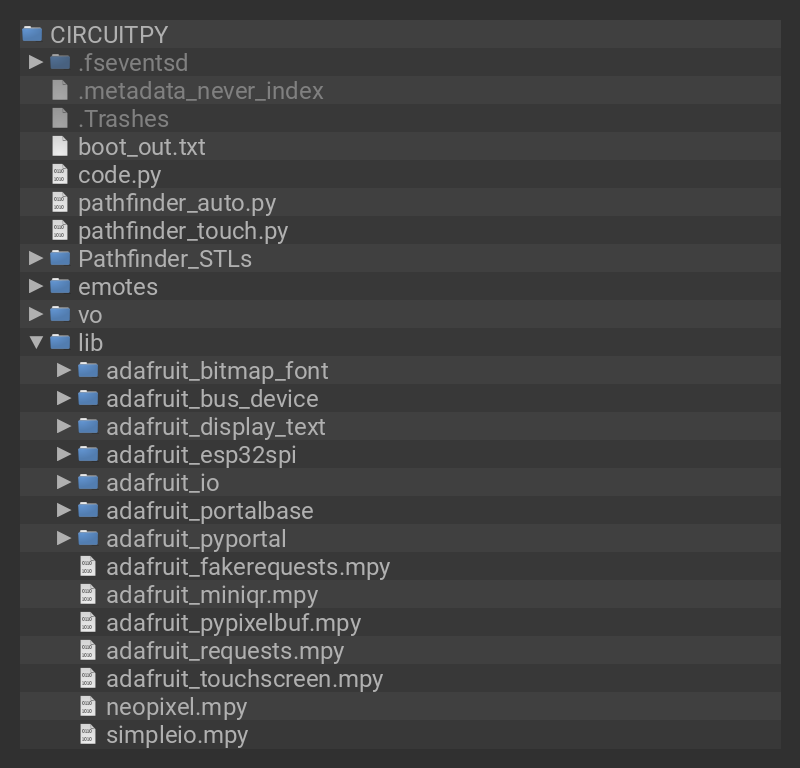 CIRCUITPY
.fseventsd
.metadata_never_index
.Trashes
boot_out.txt
code.py
pathfinder_auto.py
pathfinder_touch.py
Pathfinder_STLs
emotes
vo
lib
adafruit_bitmap_font
adafruit_bus_device
adafruit_display_text
adafruit_esp32spi
adafruit_io
adafruit_portalbase
adafruit_pyportal
adafruit_fakerequests.mpy
adafruit_miniqr.mpy
adafruit_pypixelbuf.mpy
adafruit_requests.mpy
adafruit_touchscreen.mpy
neopixel.mpy
simpleio.mpy